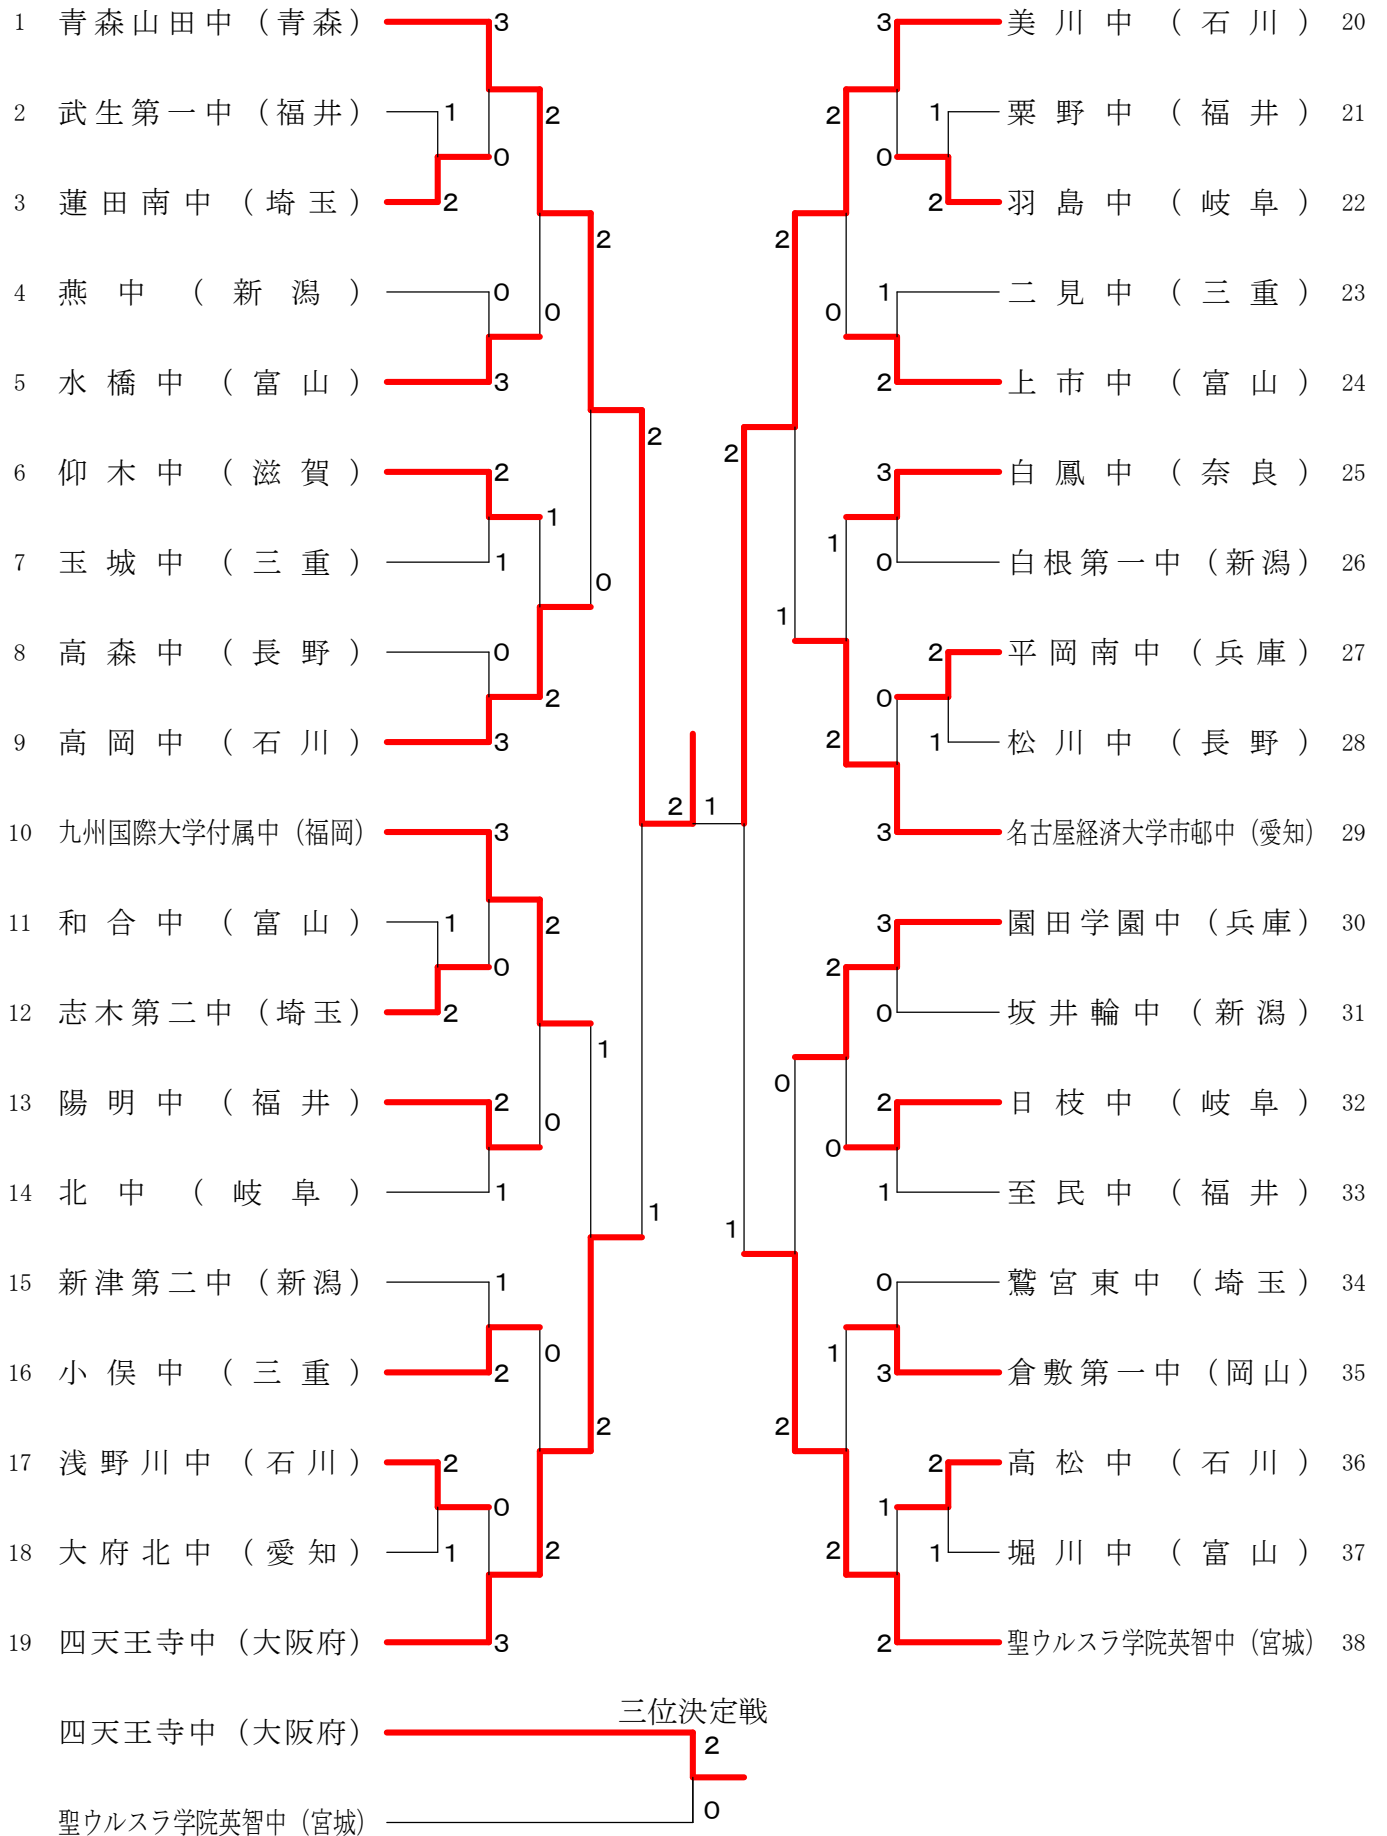 1 青森山田中（青森） 3
2 武生第一中（福井） 1
3 蓮田南中（埼玉） 2
0
2
4 燕中（新潟） 0
5 水橋中（富山） 3
0
2
6 仰木中（滋賀） 2
7 玉城中（三重） 1
1
8 高森中（長野） 0
9 高岡中（石川） 3
2
0
2
10 九州国際大学付属中（福岡） 3
11 和合中（富山） 1
12 志木第二中（埼玉） 2
0
2
13 陽明中（福井） 2
14 北中（岐阜） 1
0
1
15 新津第二中（新潟） 1
16 小俣中（三重） 2
0
17 浅野川中（石川） 2
18 大府北中（愛知） 1
0
19 四天王寺中（大阪府） 3
2
2
1
2 1
3 美川中（石川） 20
1 粟野中（福井） 21
2 羽島中（岐阜） 22
0
2
1 二見中（三重） 23
2 上市中（富山） 24
0
2
3 白鳳中（奈良） 25
0 白根第一中（新潟） 26
1
2 平岡南中（兵庫） 27
1 松川中（長野） 28
0
3 名古屋経済大学市邨中（愛知） 29
2
1
2
3 園田学園中（兵庫） 30
0 坂井輪中（新潟） 31
2
2 日枝中（岐阜） 32
1 至民中（福井） 33
0
0
0 鷲宮東中（埼玉） 34
3 倉敷第一中（岡山） 35
1
2 高松中（石川） 36
1 堀川中（富山） 37
1
2 聖ウルスラ学院英智中（宮城） 38
2
2
1
三位決定戦
四天王寺中（大阪府） 2
聖ウルスラ学院英智中（宮城） 0